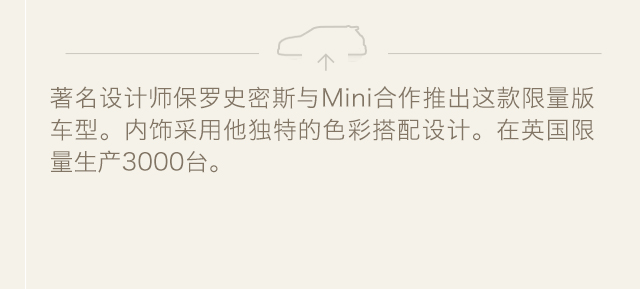 著名设计师保罗史密斯与Mini合作推出这款限量版
车型。内饰采用他独特的色彩搭配设计。在英国限
量生产3000台。